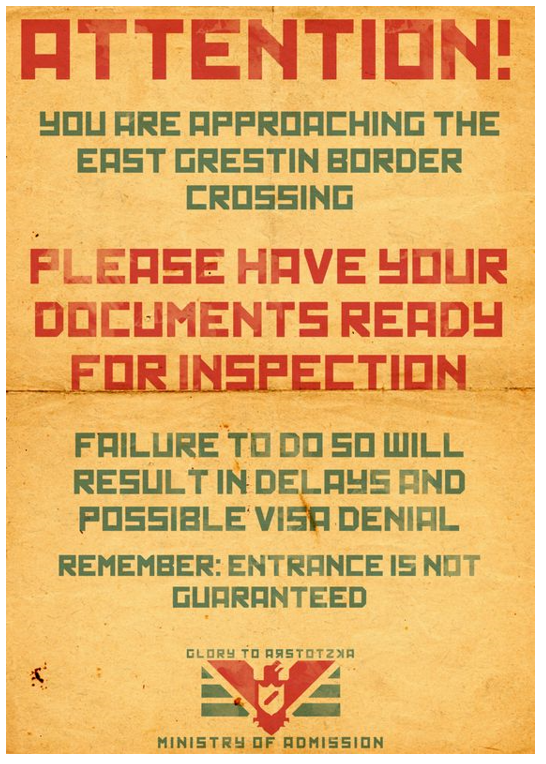 ATTENTION!
YOU ARE APPROACHING THE
EAST GRESTIN BORDER
CROSSING
PLEASE HAVE YOUR
DOCUMENTS READY
FOR INSPECTION
FAILURE TO DO SO WILL
RESULT IN DELAYS AND
POSSIBLE VISA DENIAL
REMEMBER: ENTRANCE IS NOT
GUARANTEED
GLORY TO ARSTOTZKA
MINISTRY OF ADMISSION